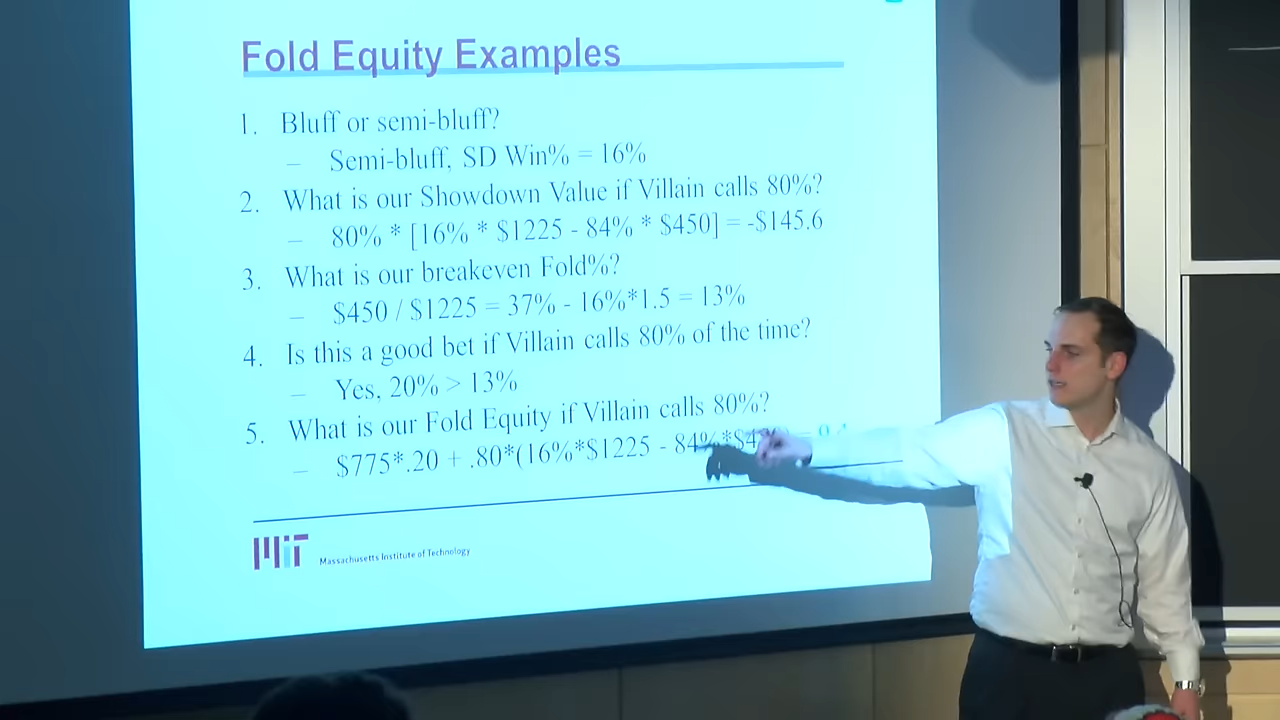 Fold Equity Examples
1. Bluff or semi-bluff?
– Semi-bluff, SD Win% = 16%
2. What is our Showdown Value if Villain calls 80%?
– 80% * [16% * $1225 - 84% * $450] = -$145.6
3. What is our breakeven Fold%?
– $450 / $1225 = 37% - 16%*1.5 = 13%
4. Is this a good bet if Villain calls 80% of the time?
– Yes, 20% > 13%
5. What is our Fold Equity if Villain calls 80%?
– $775*.20 + .80*(16%*$1225 - 84%*
MIT Massachusetts Institute of Technology